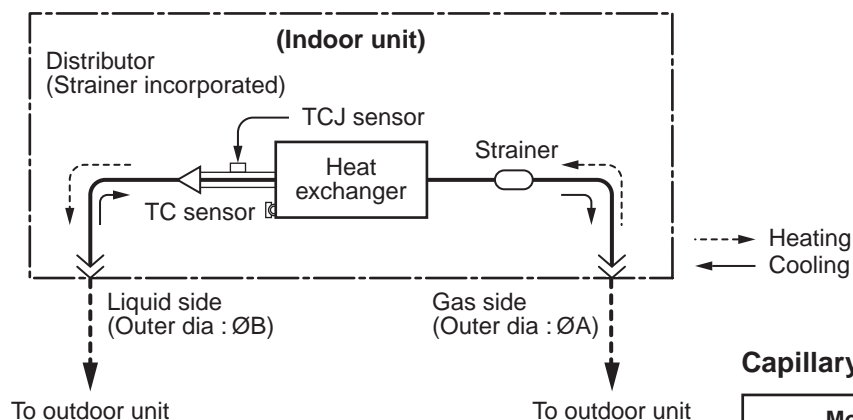 (Indoor unit)
Distributor
(Strainer incorporated)
TCJ sensor
Heat
exchanger
Strainer
TC sensor
Heating
Cooling
Liquid side
(Outer dia : ØB)
Gas side
(Outer dia : ØA)
To outdoor unit
To outdoor unit
Capillary